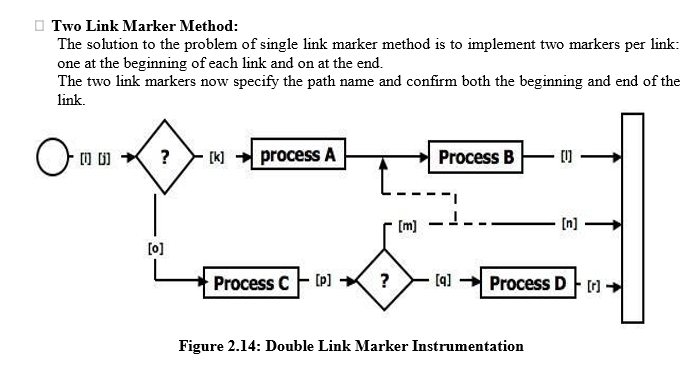 Two Link Marker Method:
The solution to the problem of single link marker method is to implement two markers per link:
one at the beginning of each link and on at the end.
The two link markers now specify the path name and confirm both the beginning and end of the
link.
[i] [j] ? [k] process A Process B [l]
[m] [n]
[o]
Process C [p] ? [q] Process D [r]
Figure 2.14: Double Link Marker Instrumentation